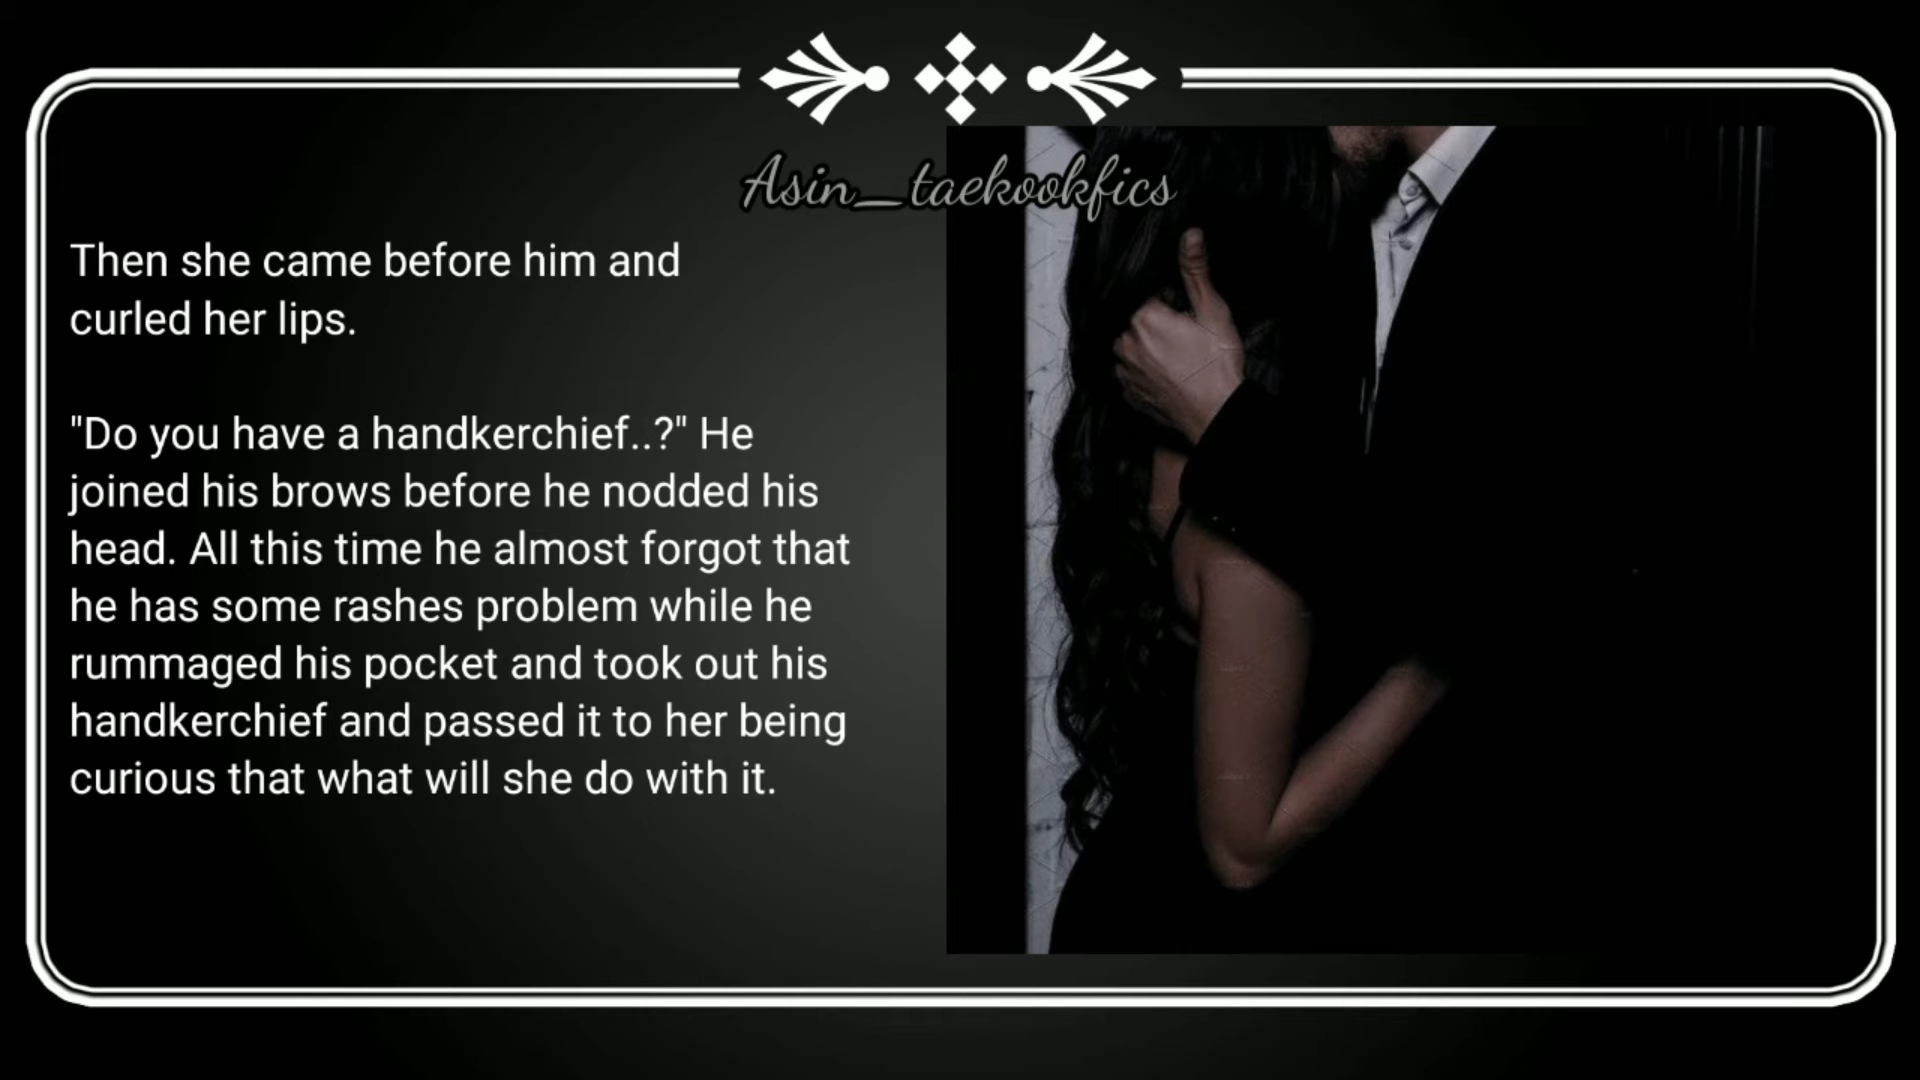 Asin_taekookfics
Then she came before him and
curled her lips.
"Do you have a handkerchief..?" He
joined his brows before he nodded his
head. All this time he almost forgot that
he has some rashes problem while he
rummaged his pocket and took out his
handkerchief and passed it to her being
curious that what will she do with it.